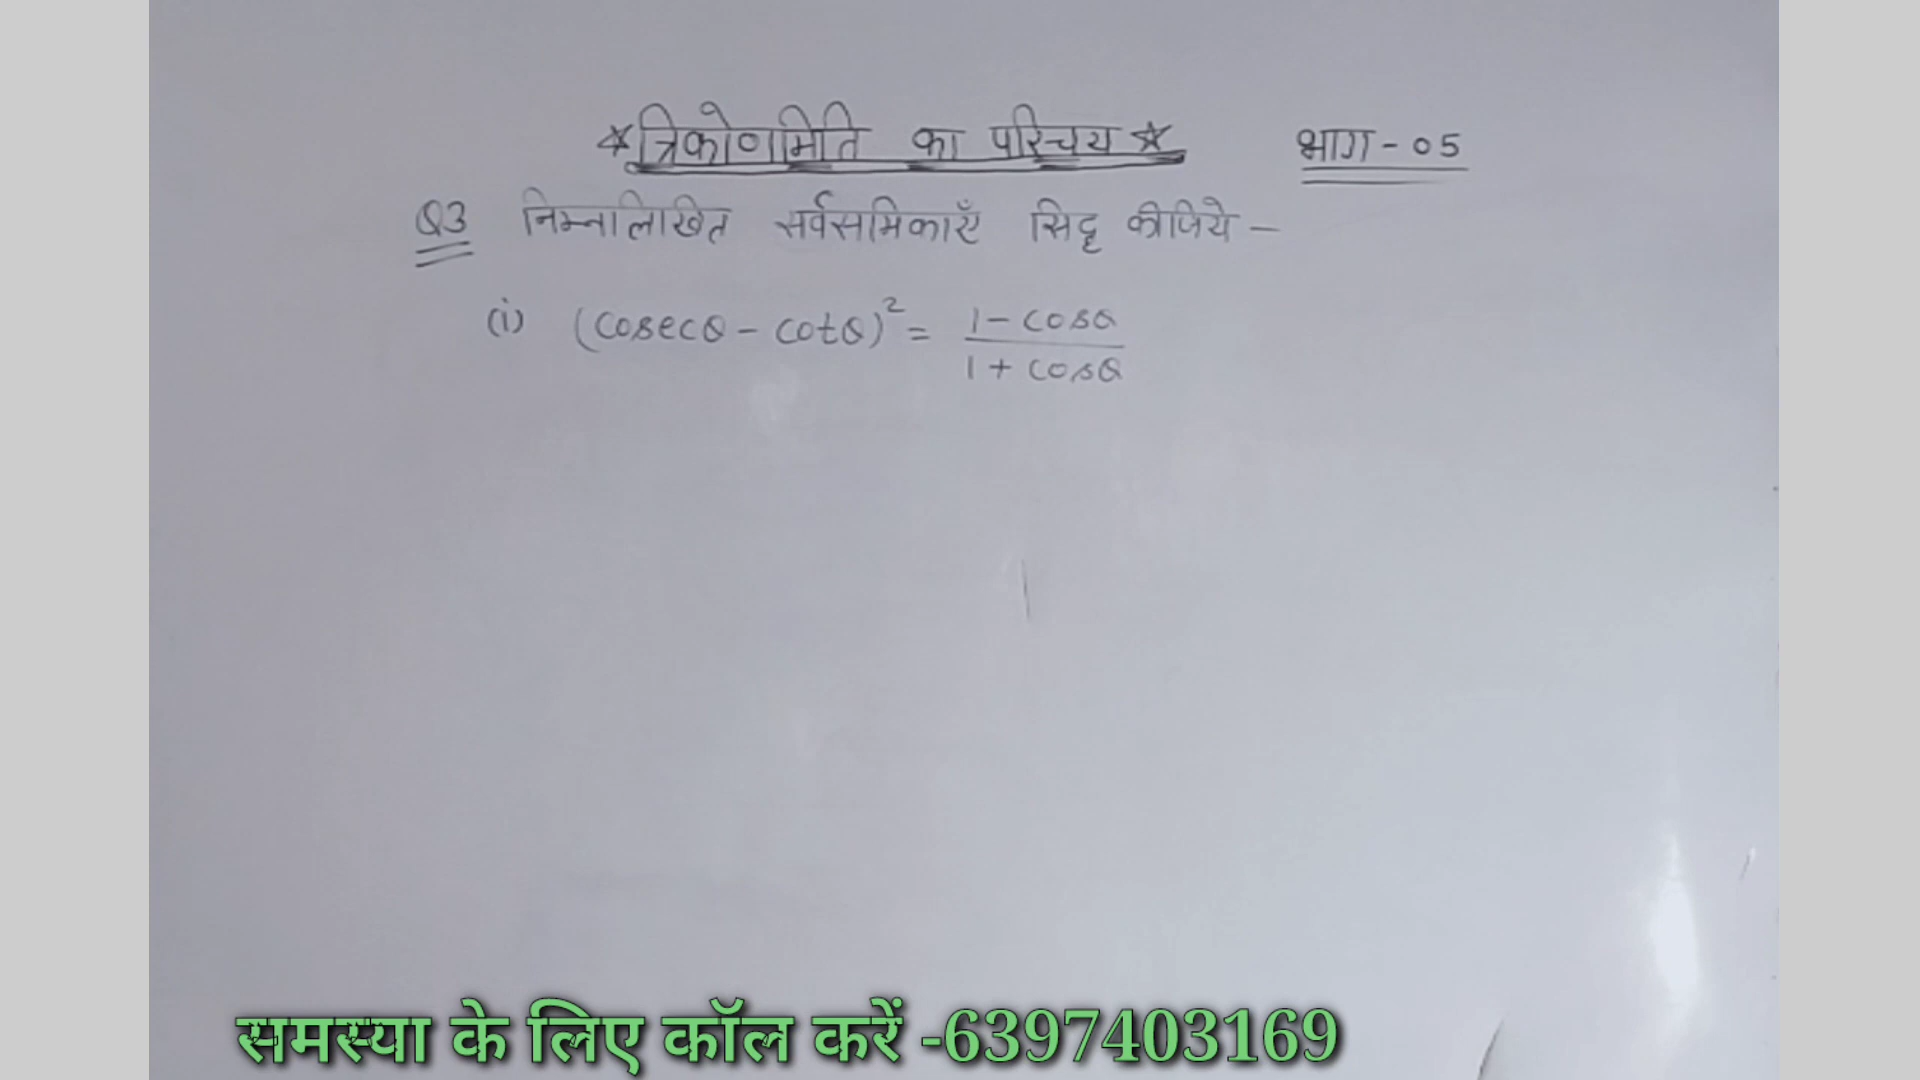 ★ त्रिकोणमिति का परिचय ★ भाग - 05
Q3 निम्नलिखित सर्वसमिकाएँ सिद्ध कीजिये –
(i) (cosecθ - cotθ)² = 1 - cosθ / 1 + cosθ
समस्या के लिए कॉल करें -6397403169